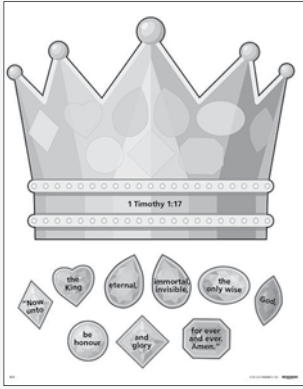 1 Timothy 1:17
"Now
unto
the
King
eternal,
immortal,
invisible,
the
only wise
God,
be
honour
and
glory
for ever
and ever.
Amen."